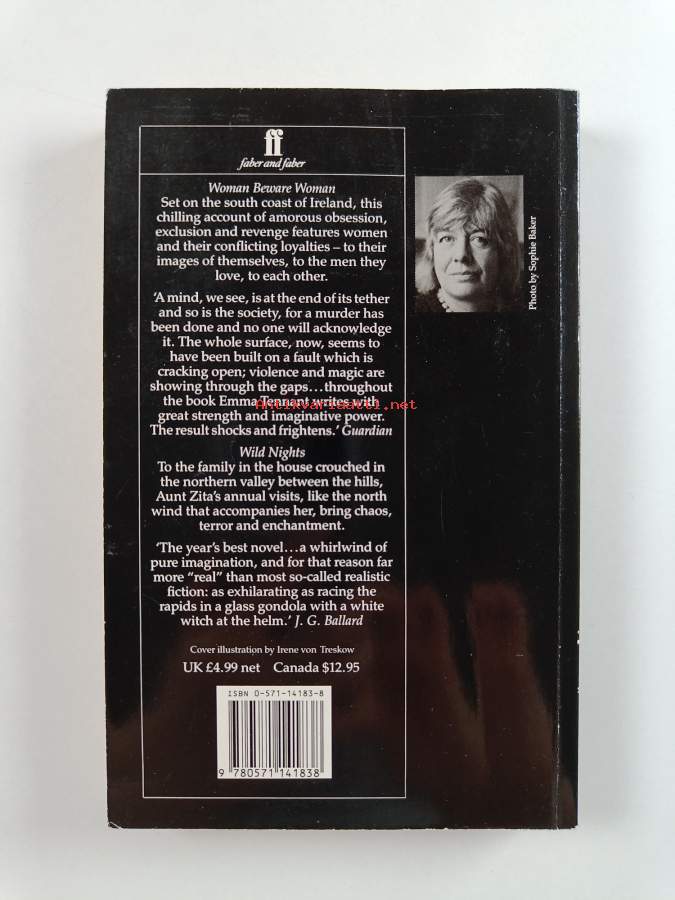 ff
faber and faber
Woman Beware Woman
Set on the south coast of Ireland, this
chilling account of amorous obsession,
exclusion and revenge features women
and their conflicting loyalties – to their
images of themselves, to the men they
love, to each other.
‘A mind, we see, is at the end of its tether
and so is the society, for a murder has
been done and no one will acknowledge
it. The whole surface, now, seems to
have been built on a fault which is
cracking open; violence and magic are
showing through the gaps...throughout
the book Emma Tennant writes with
great strength and imaginative power.
The result shocks and frightens.’ Guardian
Wild Nights
To the family in the house crouched in
the northern valley between the hills,
Aunt Zita’s annual visits, like the north
wind that accompanies her, bring chaos,
terror and enchantment.
‘The year’s best novel...a whirlwind of
pure imagination, and for that reason far
more “real” than most so-called realistic
fiction: as exhilarating as racing the
rapids in a glass gondola with a white
witch at the helm.’ J. G. Ballard
Cover illustration by Irene von Treskow
UK £4.99 net Canada $12.95
ISBN 0-571-14183-8
9 780571 141838
Photo by Sophie Baker
antikvariaatti.net